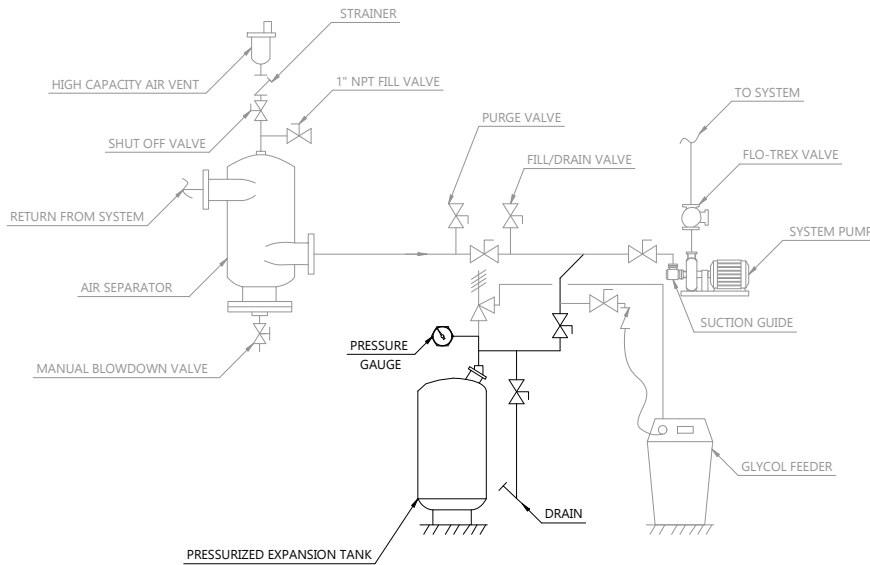 STRAINER
HIGH CAPACITY AIR VENT
1" NPT FILL VALVE
TO SYSTEM
PURGE VALVE
SHUT OFF VALVE
FILL/DRAIN VALVE
FLO-TREX VALVE
RETURN FROM SYSTEM
SYSTEM PUMP
AIR SEPARATOR
SUCTION GUIDE
PRESSURE
GAUGE
MANUAL BLOWDOWN VALVE
GLYCOL FEEDER
DRAIN
PRESSURIZED EXPANSION TANK